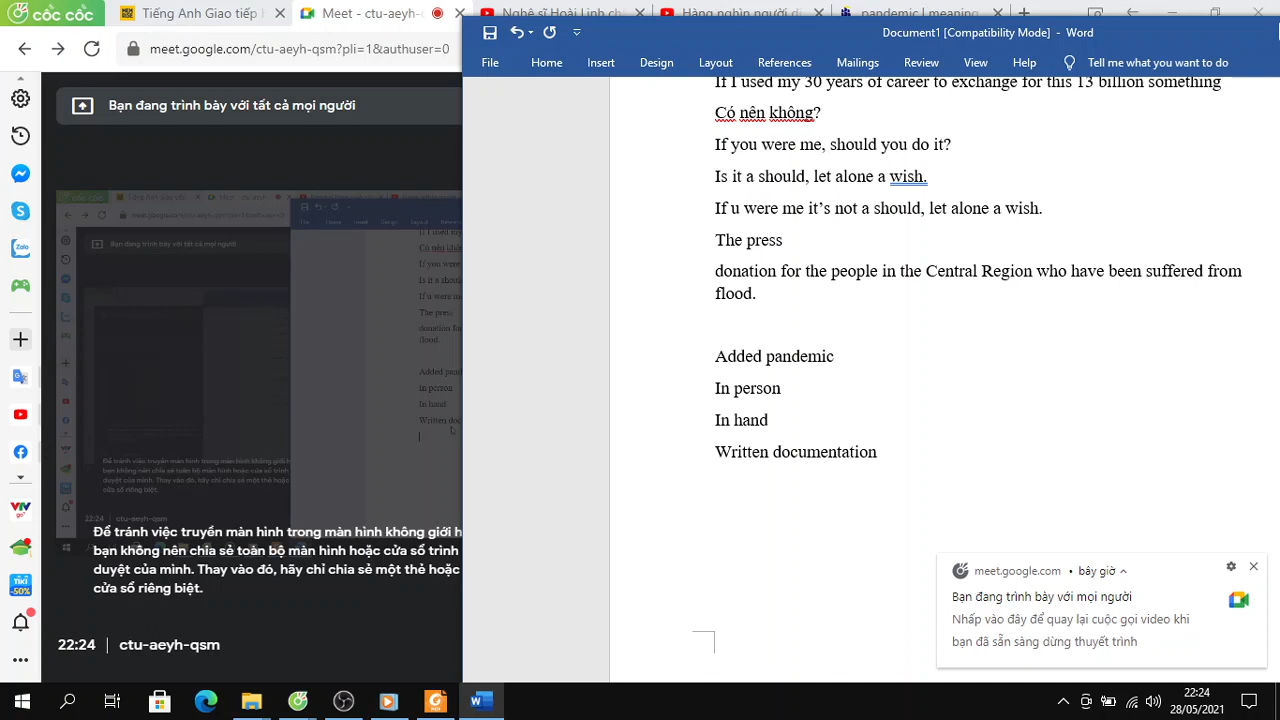 CỐC CỐC
Tiếng Anh Giao tiếp
Meet - ctu-aeyh-qsm
Nghệ sĩ Hoài Linh
pandemic meaning
meet.google.com/ctu-aeyh-qsm?pli=1&authuser=0
Document1 [Compatibility Mode] - Word
File Home Insert Design Layout References Mailings Review View Help Tell me what you want to do
Bạn đang trình bày với tất cả mọi người
If I used my 30 years of career to exchange for this 13 billion something
Có nên không?
If you were me, should you do it?
Is it a should, let alone a wish.
If u were me it’s not a should, let alone a wish.
The press
donation for the people in the Central Region who have been suffered from
flood.
Added pandemic
In person
In hand
Written documentation
Để tránh việc truyền màn hình trong màn hình không giới h
bạn không nên chia sẻ toàn bộ màn hình hoặc cửa sổ trình
duyệt của mình. Thay vào đó, hãy chỉ chia sẻ một thẻ hoặc
cửa sổ riêng biệt.
22:24 | ctu-aeyh-qsm
meet.google.com • bây giờ
Bạn đang trình bày với mọi người
Nhấp vào đây để quay lại cuộc gọi video khi
bạn đã sẵn sàng dừng thuyết trình
VTV
go
TIKI
-50%
Zalo
22:24
28/05/2021